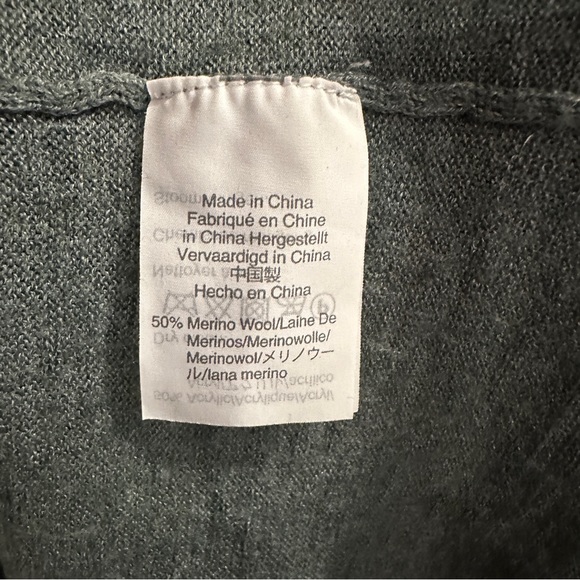 Made in China
Fabriqué en Chine
in China Hergestellt
Vervaardigd in China
中国製
Hecho en China
50% Merino Wool/Laine De
Merinos/Merinowolle/
Merinowol/メリノウー
ル/lana merino